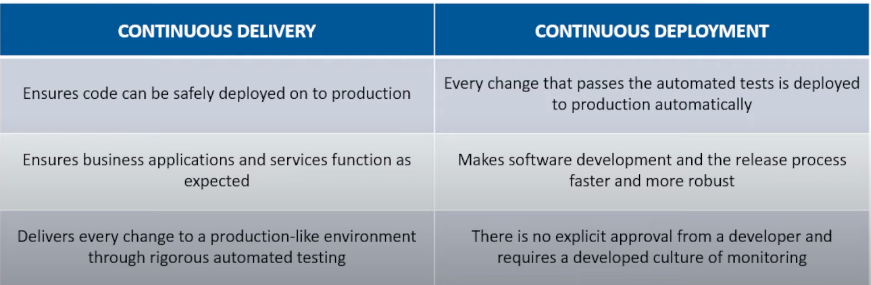 CONTINUOUS DELIVERY
CONTINUOUS DEPLOYMENT
Ensures code can be safely deployed on to production
Every change that passes the automated tests is deployed
to production automatically
Ensures business applications and services function as
expected
Makes software development and the release process
faster and more robust
Delivers every change to a production-like environment
through rigorous automated testing
There is no explicit approval from a developer and
requires a developed culture of monitoring